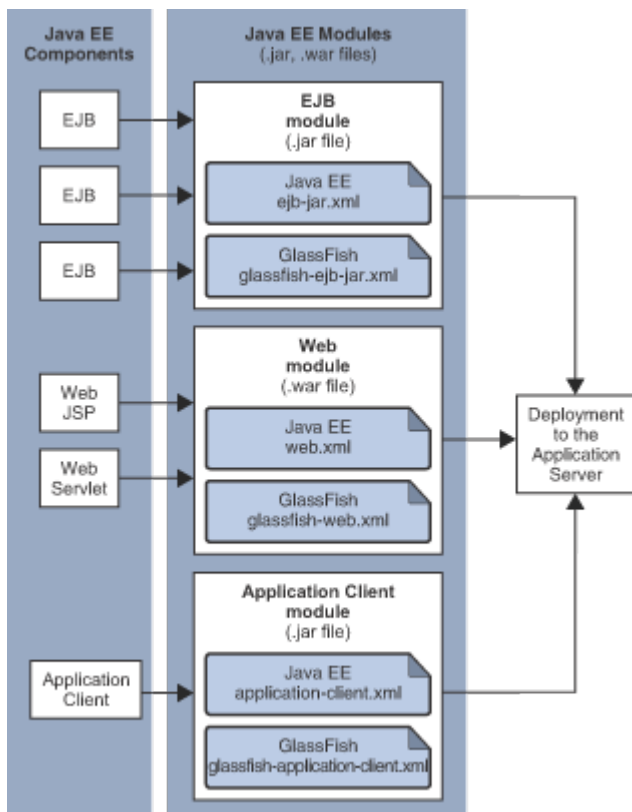 Java EE
Components
Java EE Modules
(.jar, .war files)
EJB
EJB
EJB
EJB
module
(.jar file)
Java EE
ejb-jar.xml
GlassFish
glassfish-ejb-jar.xml
Web
JSP
Web
Servlet
Web
module
(.war file)
Java EE
web.xml
GlassFish
glassfish-web.xml
Application
Client
Application Client
module
(.jar file)
Java EE
application-client.xml
GlassFish
glassfish-application-client.xml
Deployment
to the
Application
Server